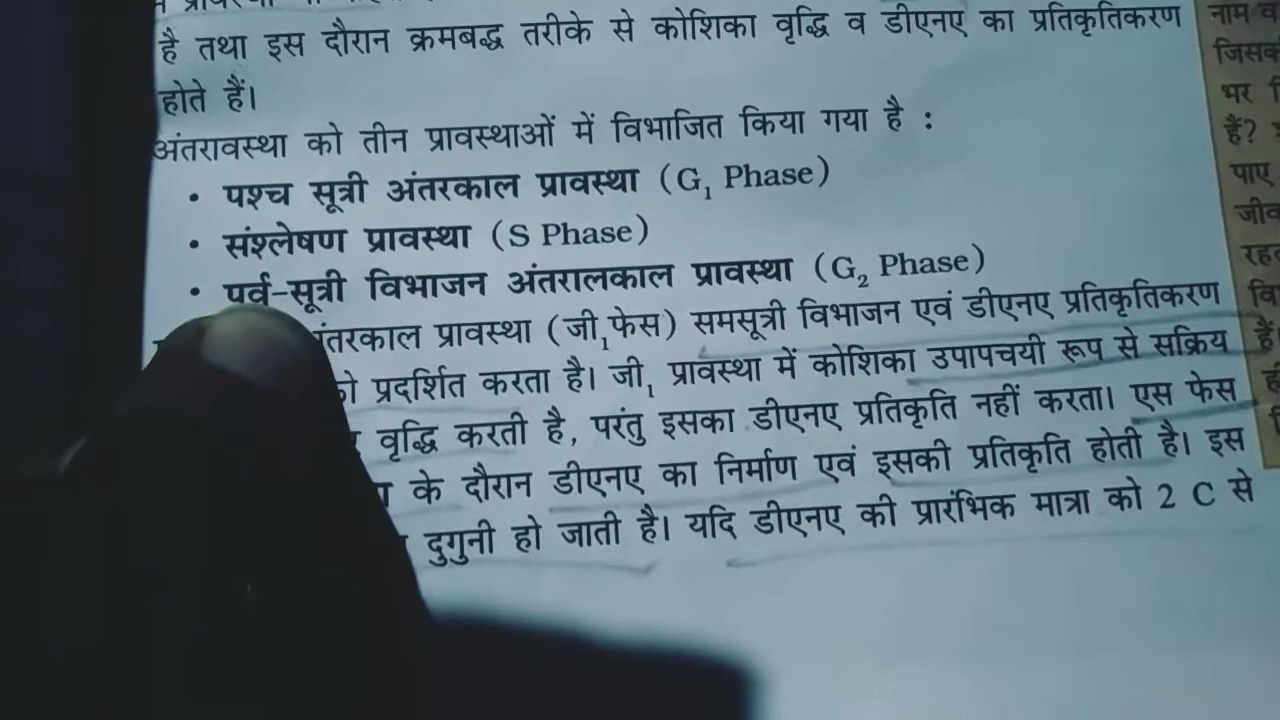 है तथा इस दौरान क्रमबद्ध तरीके से कोशिका वृद्धि व डीएनए का प्रतिकृतिकरण
होते हैं।
अंतरावस्था को तीन प्रावस्थाओं में विभाजित किया गया है :
• पश्च सूत्री अंतरकाल प्रावस्था (G₁ Phase)
• संश्लेषण प्रावस्था (S Phase)
• पूर्व-सूत्री विभाजन अंतरालकाल प्रावस्था (G₂ Phase)
अंतरकाल प्रावस्था (जी₁फेस) समसूत्री विभाजन एवं डीएनए प्रतिकृतिकरण
को प्रदर्शित करता है। जी₁ प्रावस्था में कोशिका उपापचयी रूप से सक्रिय
वृद्धि करती है, परंतु इसका डीएनए प्रतिकृति नहीं करता। एस फेस
के दौरान डीएनए का निर्माण एवं इसकी प्रतिकृति होती है। इस
दुगुनी हो जाती है। यदि डीएनए की प्रारंभिक मात्रा को 2 C से
नाम
भर
हैं?
पाए